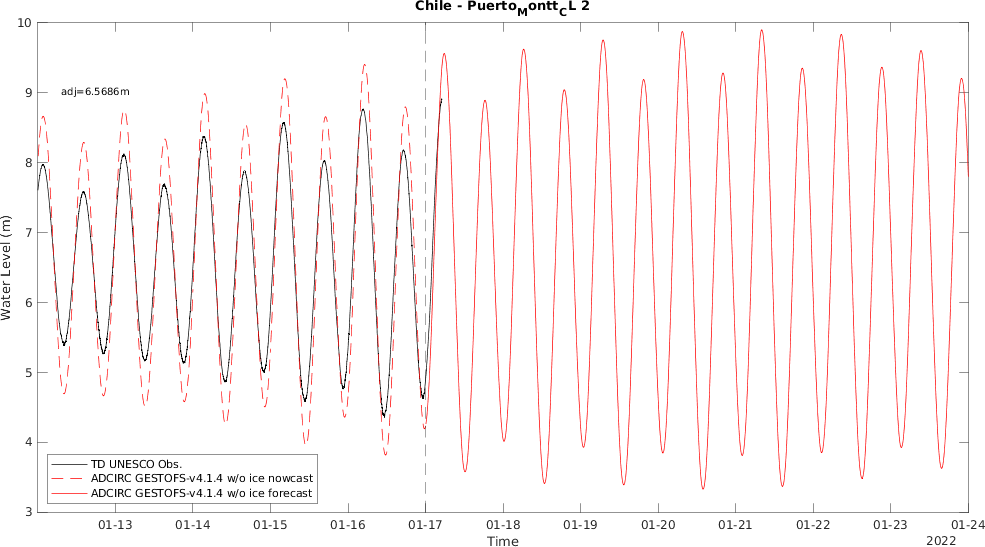 Chile - Puerto_Montt_CL 2
10
9
8
7
6
5
4
3
Water Level (m)
adj=6.5686m
TD UNESCO Obs.
ADCIRC GESTOFS-v4.1.4 w/o ice nowcast
ADCIRC GESTOFS-v4.1.4 w/o ice forecast
01-13 01-14 01-15 01-16 01-17 01-18 01-19 01-20 01-21 01-22 01-23 01-24
Time
2022